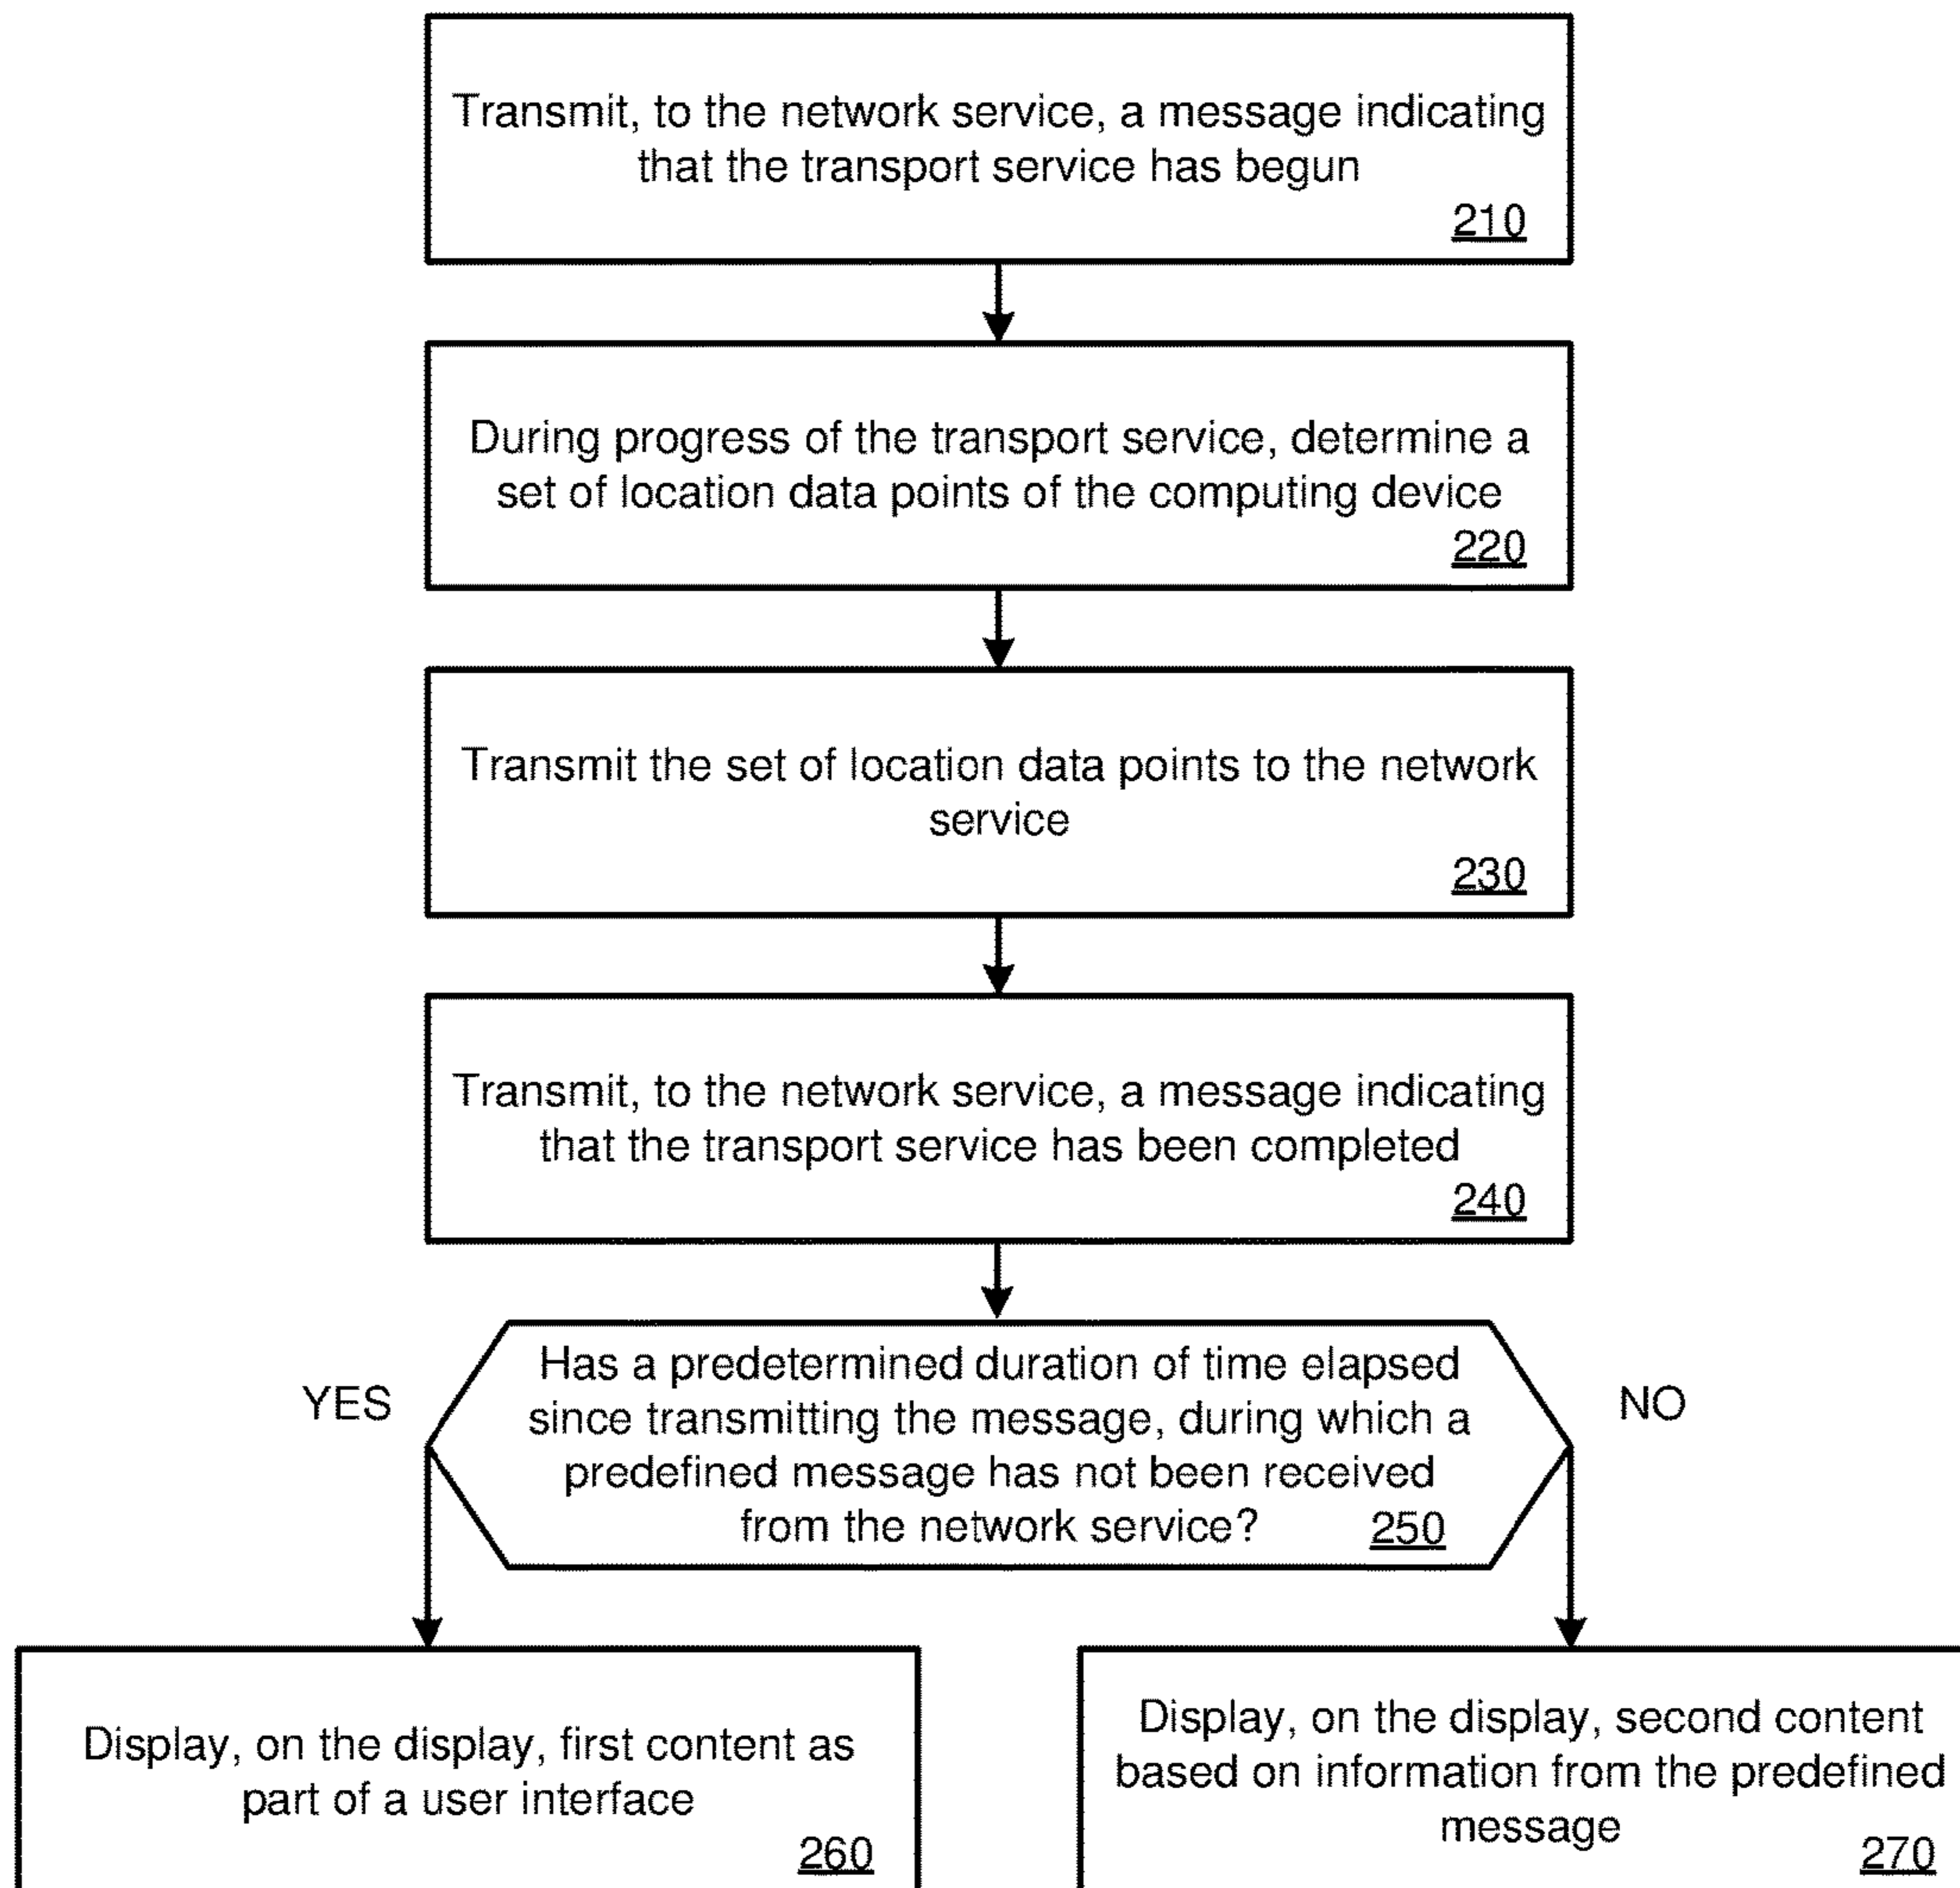 Transmit, to the network service, a message indicating
that the transport service has begun
210
During progress of the transport service, determine a
set of location data points of the computing device
220
Transmit the set of location data points to the network
service
230
Transmit, to the network service, a message indicating
that the transport service has been completed
240
YES
Has a predetermined duration of time elapsed
since transmitting the message, during which a
predefined message has not been received
from the network service? 250
NO
Display, on the display, first content as
part of a user interface
260
Display, on the display, second content
based on information from the predefined
message
270